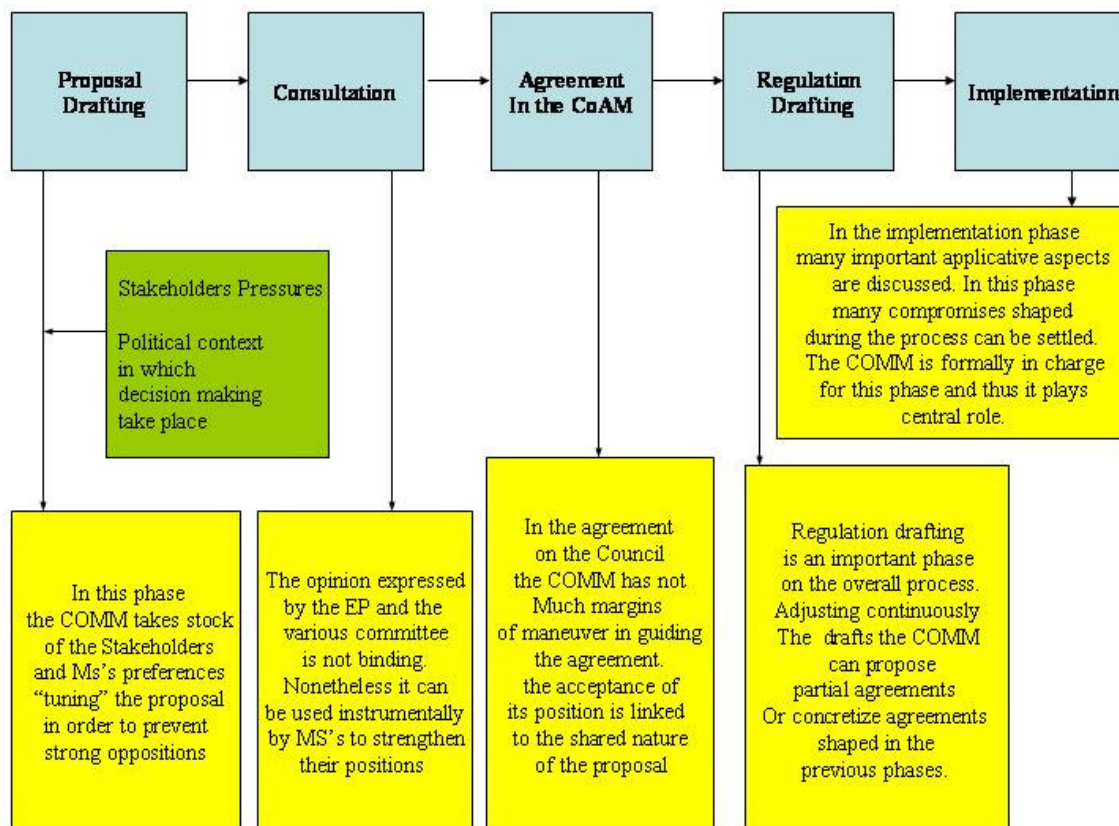 Proposal
Drafting
Consultation
Agreement
In the CoAM
Regulation
Drafting
Implementation
Stakeholders Pressures
Political context
in which
decision making
take place
In the implementation phase
many important applicative aspects
are discussed. In this phase
many compromises shaped
during the process can be settled.
The COMM is formally in charge
for this phase and thus it plays
central role.
In this phase
the COMM takes stock
of the Stakeholders
and Ms's preferences
“tuning” the proposal
in order to prevent
strong oppositions
The opinion expressed
by the EP and the
various committee
is not binding.
Nonetheless it can
be used instrumentally
by MS's to strengthen
their positions
In the agreement
on the Council
the COMM has not
Much margins
of maneuver in guiding
the agreement.
the acceptance of
its position is linked
to the shared nature
of the proposal
Regulation drafting
is an important phase
on the overall process.
Adjusting continuously
The drafts the COMM
can propose
partial agreements
Or concretize agreements
shaped in the
previous phases.